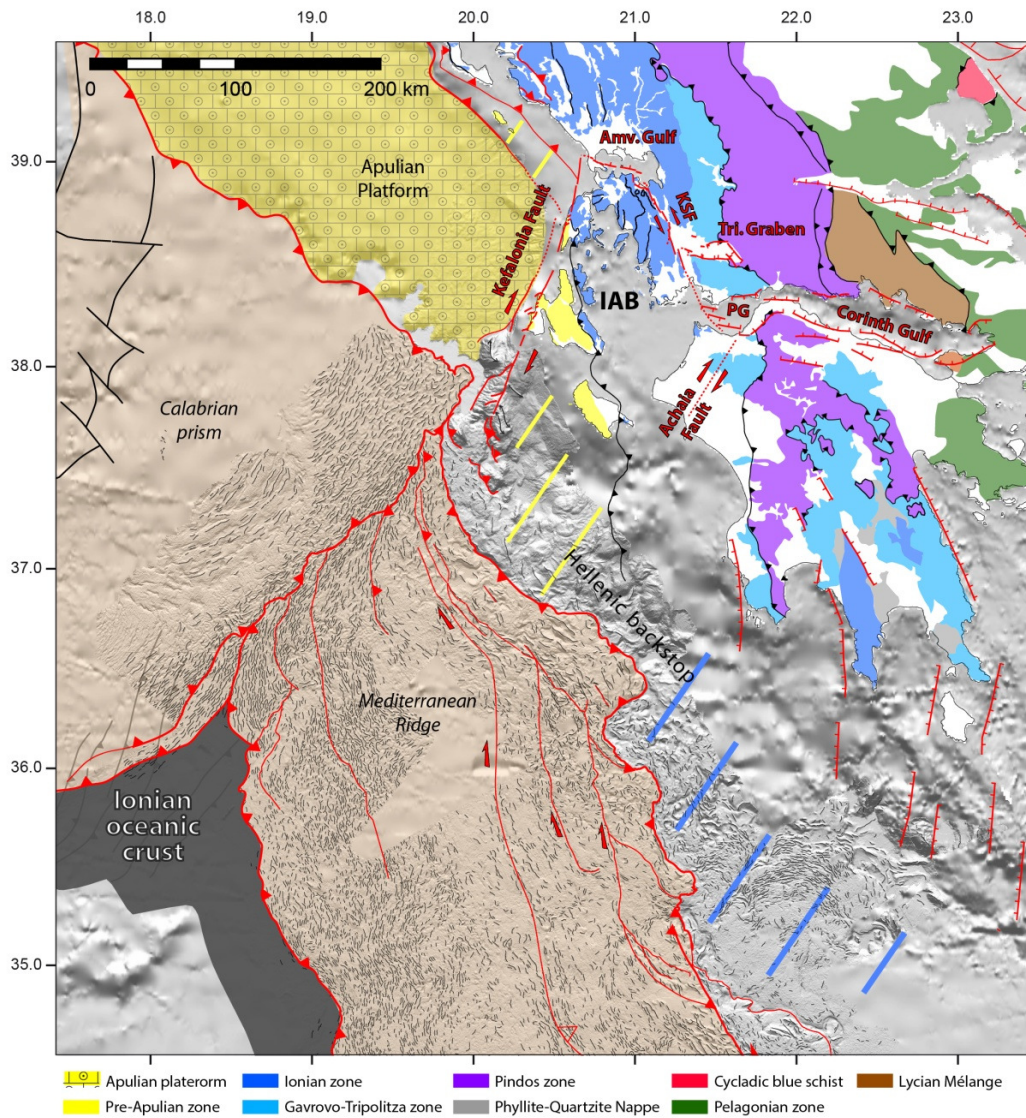 18.0 19.0 20.0 21.0 22.0 23.0
0 100 200 km
39.0
38.0
37.0
36.0
35.0
Apulian
Platform
Amv. Gulf
KSF
Kefalonia Fault
Tri. Graben
IAB
PG
Corinth Gulf
Achaia
Fault
Calabrian
prism
Hellenic backstop
Mediterranean
Ridge
Ionian
oceanic
crust
Apulian platerorm Ionian zone Pindos zone Cycladic blue schist Lycian Mélange
Pre-Apulian zone Gavrovo-Tripolitza zone Phyllite-Quartzite Nappe Pelagonian zone